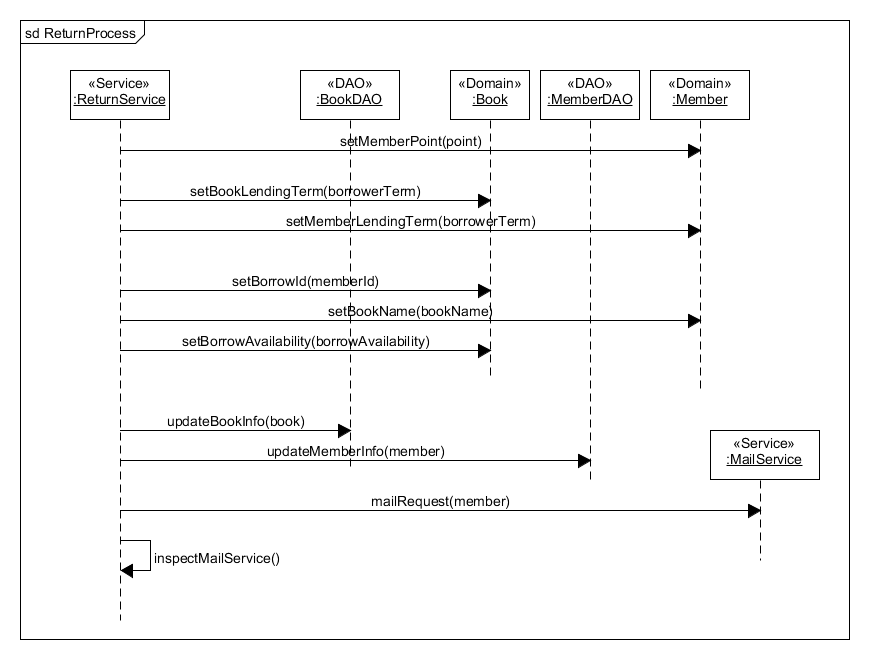 sd ReturnProcess
«Service»
:ReturnService
«DAO»
:BookDAO
«Domain»
:Book
«DAO»
:MemberDAO
«Domain»
:Member
setMemberPoint(point)
setBookLendingTerm(borrowerTerm)
setMemberLendingTerm(borrowerTerm)
setBorrowId(memberId)
setBookName(bookName)
setBorrowAvailability(borrowAvailability)
updateBookInfo(book)
updateMemberInfo(member)
«Service»
:MailService
mailRequest(member)
inspectMailService()